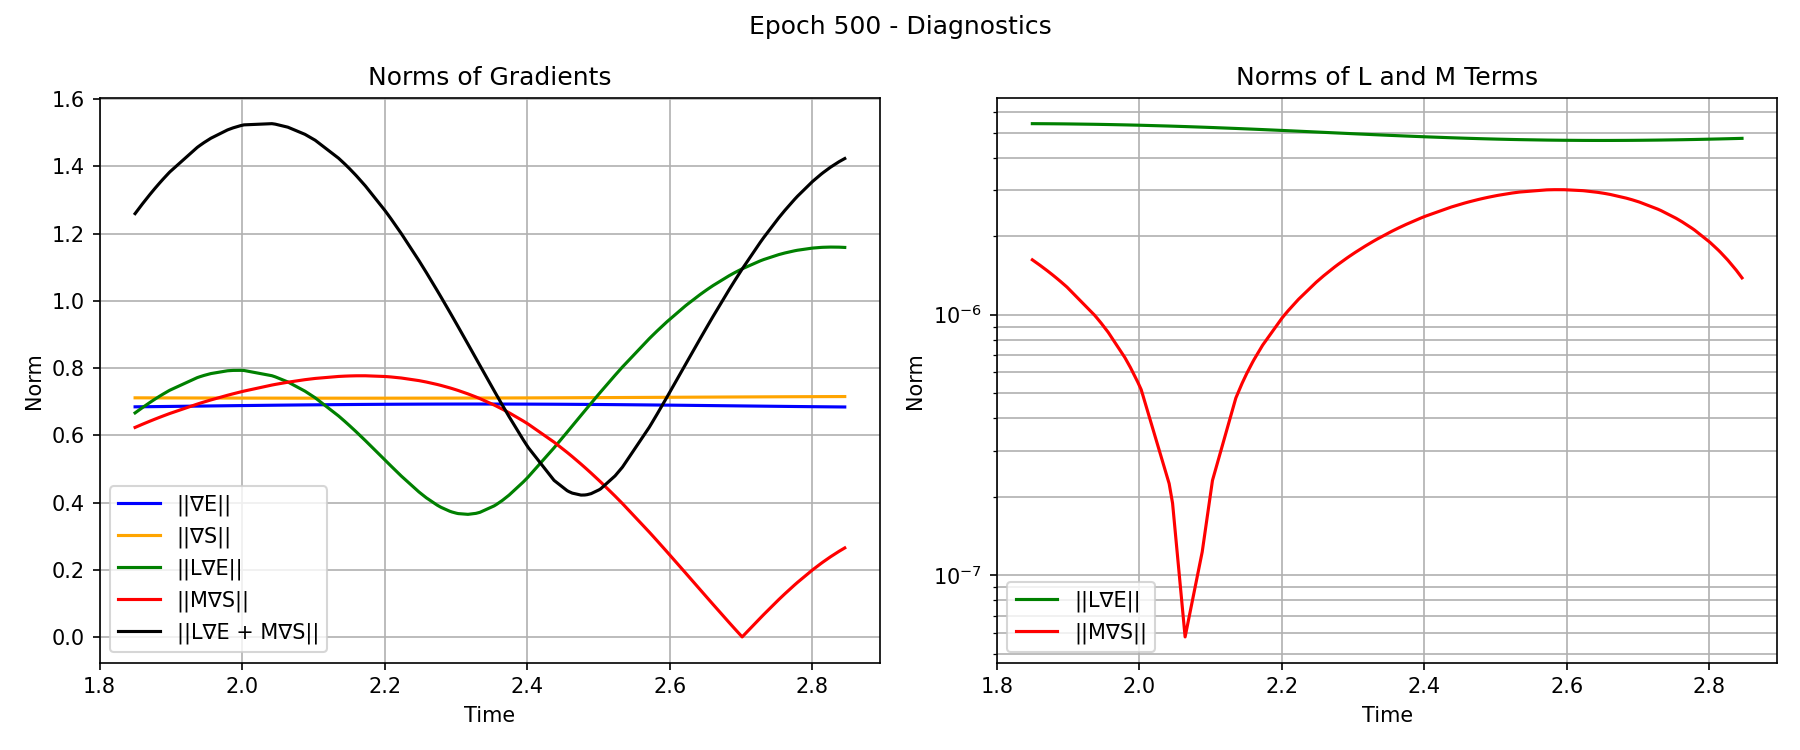 Epoch 500 - Diagnostics
Norms of Gradients
Norm
1.6
1.4
1.2
1.0
0.8
0.6
0.4
0.2
0.0
||∇E||
||∇S||
||L∇E||
||M∇S||
||L∇E + M∇S||
1.8
2.0
2.2
2.4
2.6
2.8
Time
Norms of L and M Terms
Norm
10⁻⁶
10⁻⁷
||L∇E||
||M∇S||
1.8
2.0
2.2
2.4
2.6
2.8
Time